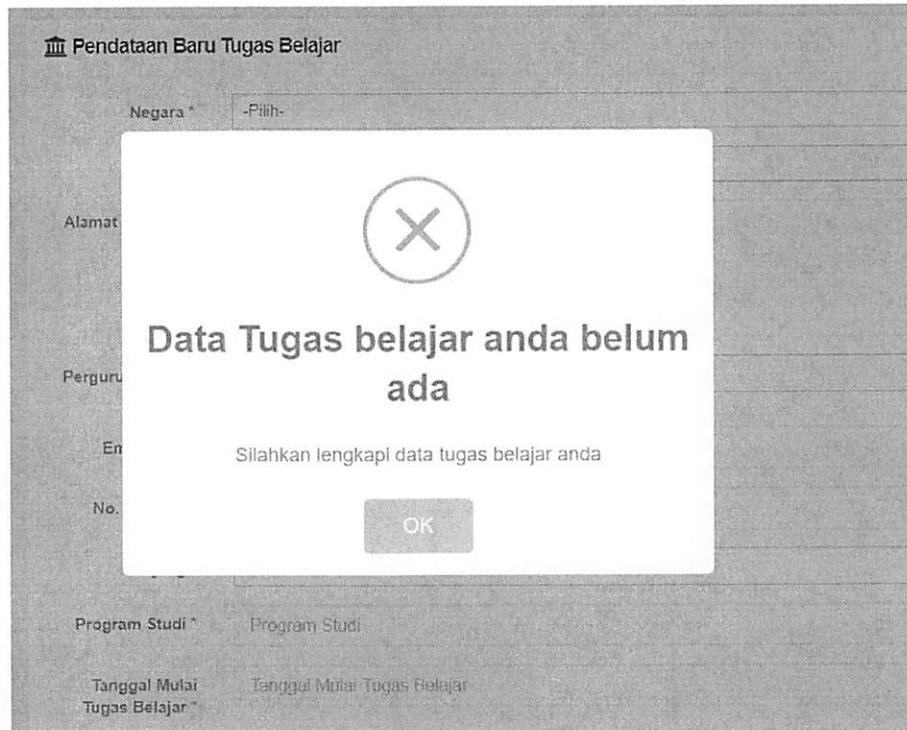 Pendataan Baru Tugas Belajar
Negara *
-Pilih-
Alamat
Data Tugas belajar anda belum
ada
Silahkan lengkapi data tugas belajar anda
No.
OK
Program Studi *
Program Studi
Tanggal Mulai
Tugas Belajar *
Tanggal Mulai Tugas Belajar